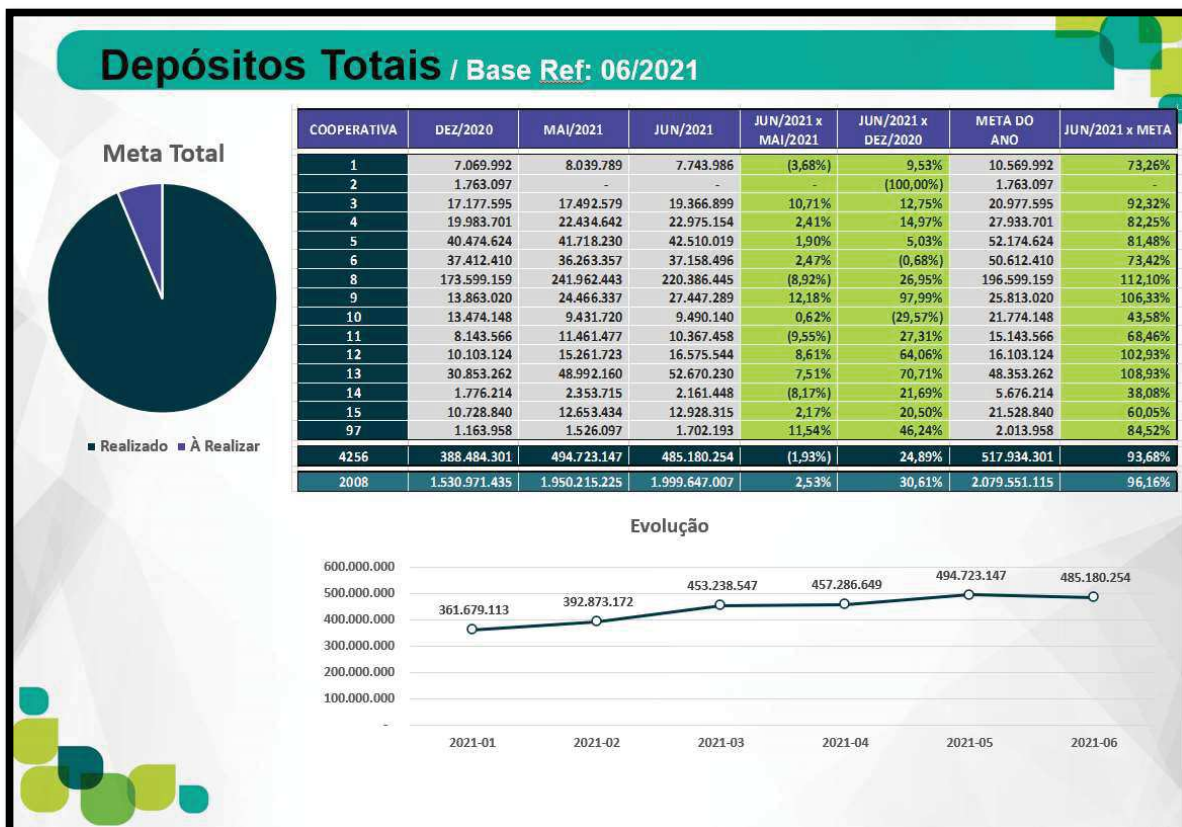 Depósitos Totais / Base Ref: 06/2021
Meta Total
Realizado À Realizar
COOPERATIVA DEZ/2020 MAI/2021 JUN/2021 JUN/2021 x MAI/2021 JUN/2021 x DEZ/2020 META DO ANO JUN/2021 x META
1 7.069.992 8.039.789 7.743.986 (3,68%) 9,53% 10.569.992 73,26%
2 1.763.097 - - - (100,00%) 1.763.097 -
3 17.177.595 17.492.579 19.366.899 10,71% 12,75% 20.977.595 92,32%
4 19.983.701 22.434.642 22.975.154 2,41% 14,97% 27.933.701 82,25%
5 40.474.624 41.718.230 42.510.019 1,90% 5,03% 52.174.624 81,48%
6 37.412.410 36.263.357 37.158.496 2,47% (0,68%) 50.612.410 73,42%
8 173.599.159 241.962.443 220.386.445 (8,92%) 26,95% 196.599.159 112,10%
9 13.863.020 24.466.337 27.447.289 12,18% 97,99% 25.813.020 106,33%
10 13.474.148 9.431.720 9.490.140 0,62% (29,57%) 21.774.148 43,58%
11 8.143.566 11.461.477 10.367.458 (9,55%) 27,31% 15.143.566 68,46%
12 10.103.124 15.261.723 16.575.544 8,61% 64,06% 16.103.124 102,93%
13 30.853.262 48.992.160 52.670.230 7,51% 70,71% 48.353.262 108,93%
14 1.776.214 2.353.715 2.161.448 (8,17%) 21,69% 5.676.214 38,08%
15 10.728.840 12.653.434 12.928.315 2,17% 20,50% 21.528.840 60,05%
97 1.163.958 1.526.097 1.702.193 11,54% 46,24% 2.013.958 84,52%
4256 388.484.301 494.723.147 485.180.254 (1,93%) 24,89% 517.934.301 93,68%
2008 1.530.971.435 1.950.215.225 1.999.647.007 2,53% 30,61% 2.079.551.115 96,16%
Evolução
600.000.000
500.000.000
400.000.000
300.000.000
200.000.000
100.000.000
-
361.679.113 392.873.172 453.238.547 457.286.649 494.723.147 485.180.254
2021-01 2021-02 2021-03 2021-04 2021-05 2021-06